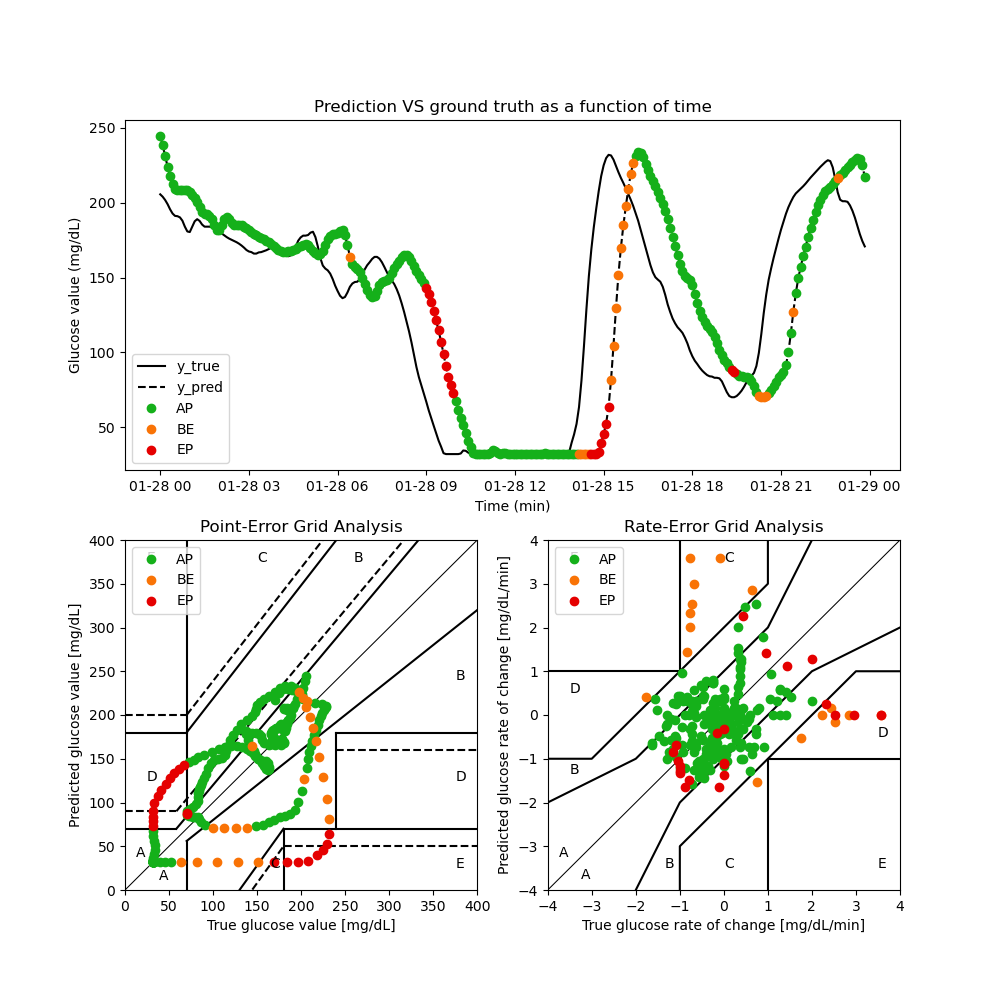 Prediction VS ground truth as a function of time
Glucose value (mg/dL)
250
200
150
100
50
y_true
y_pred
AP
BE
EP
01-28 00 01-28 03 01-28 06 01-28 09 01-28 12 01-28 15 01-28 18 01-28 21 01-29 00
Time (min)
Point-Error Grid Analysis
Predicted glucose value [mg/dL]
400
350
300
250
200
150
100
50
0
AP
BE
EP
C B
B
D D
A
A
C
E
0 50 100 150 200 250 300 350 400
True glucose value [mg/dL]
Rate-Error Grid Analysis
Predicted glucose rate of change [mg/dL/min]
4
3
2
1
0
−1
−2
−3
−4
AP
BE
EP
C
D
D
B
A
A
B C E
−4 −3 −2 −1 0 1 2 3 4
True glucose rate of change [mg/dL/min]